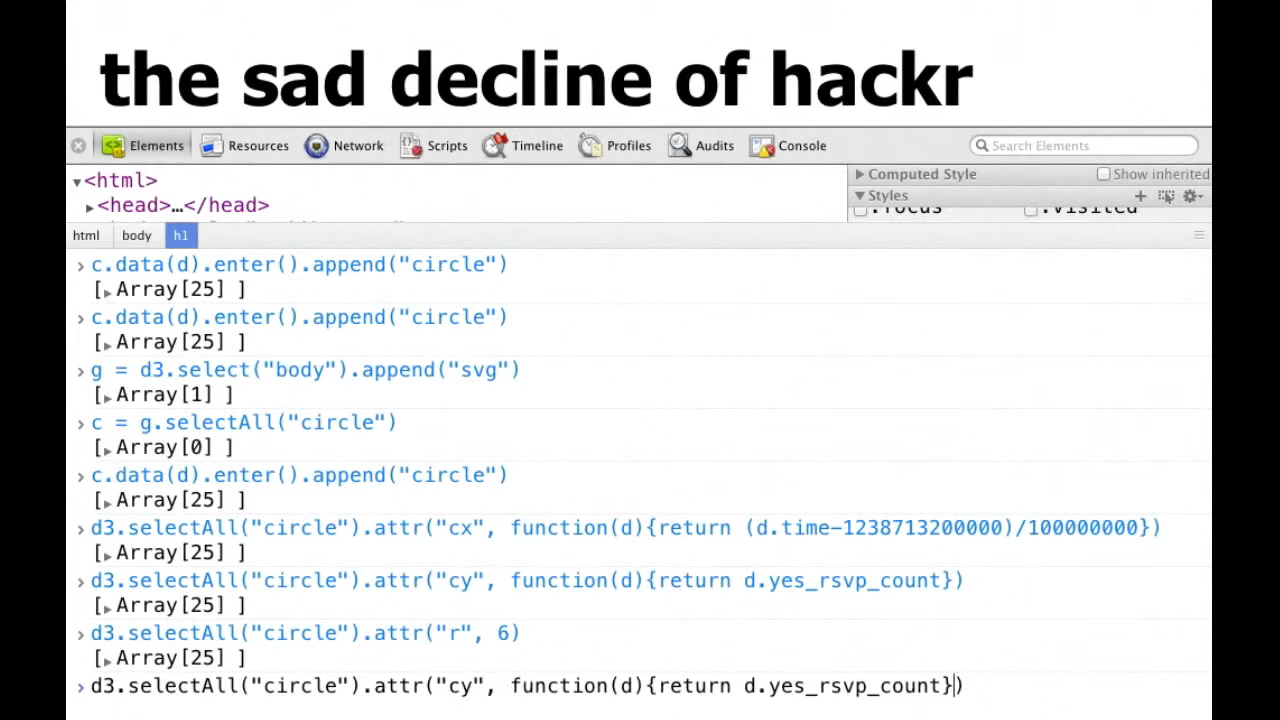 the sad decline of hackr
Elements Resources Network Scripts Timeline Profiles Audits Console Search Elements
<html>
<head>…</head>
Computed Style Show inherited
Styles
:focus :visited
html body h1
c.data(d).enter().append("circle")
[ Array[25] ]
c.data(d).enter().append("circle")
[ Array[25] ]
g = d3.select("body").append("svg")
[ Array[1] ]
c = g.selectAll("circle")
[ Array[0] ]
c.data(d).enter().append("circle")
[ Array[25] ]
d3.selectAll("circle").attr("cx", function(d){return (d.time-1238713200000)/100000000})
[ Array[25] ]
d3.selectAll("circle").attr("cy", function(d){return d.yes_rsvp_count})
[ Array[25] ]
d3.selectAll("circle").attr("r", 6)
[ Array[25] ]
d3.selectAll("circle").attr("cy", function(d){return d.yes_rsvp_count})